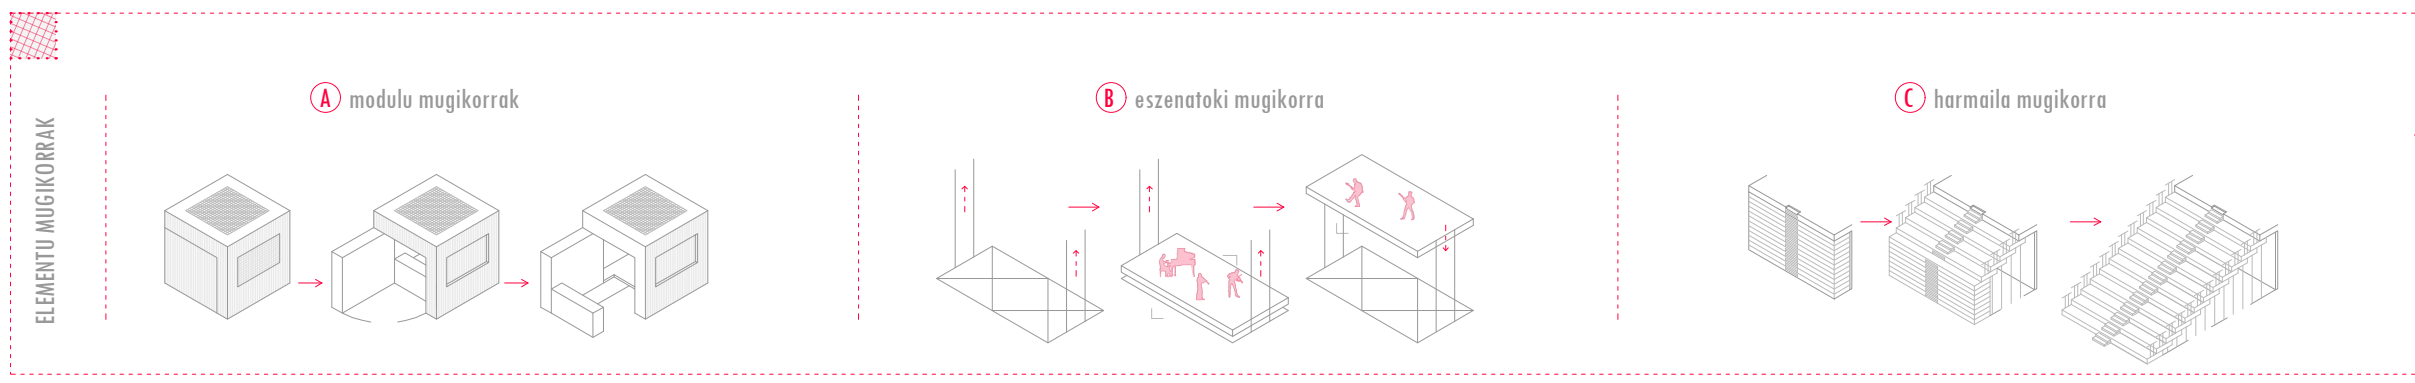 ELEMENTU MUGIKORRAK
A modulu mugikorrak
B eszenatoki mugikorra
C harmaila mugikorra